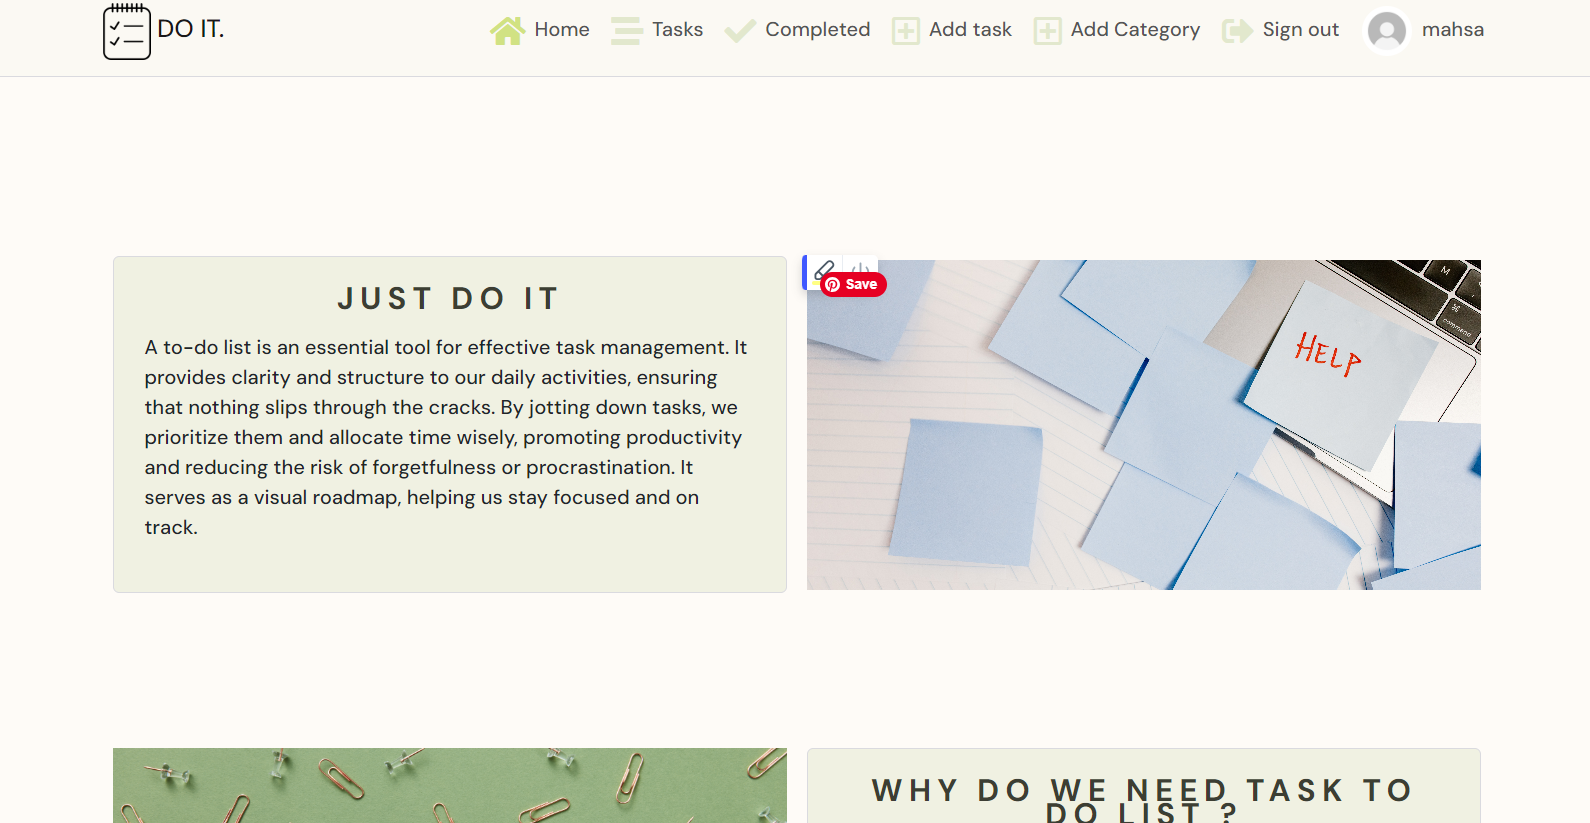 DO IT.
Home
Tasks
Completed
Add task
Add Category
Sign out
mahsa
JUST DO IT
A to-do list is an essential tool for effective task management. It
provides clarity and structure to our daily activities, ensuring
that nothing slips through the cracks. By jotting down tasks, we
prioritize them and allocate time wisely, promoting productivity
and reducing the risk of forgetfulness or procrastination. It
serves as a visual roadmap, helping us stay focused and on
track.
Save
M
⌘
command
HELP
WHY DO WE NEED TASK TO
DO LIST ?